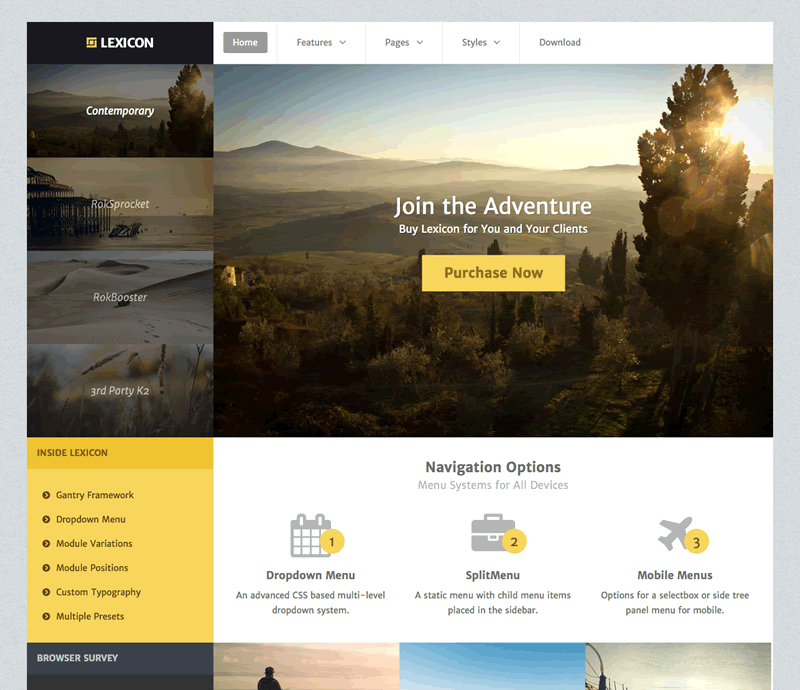 LEXICON
Home
Features
Pages
Styles
Download
Contemporary
RokSprocket
RokBooster
3rd Party K2
Join the Adventure
Buy Lexicon for You and Your Clients
Purchase Now
INSIDE LEXICON
Gantry Framework
Dropdown Menu
Module Variations
Module Positions
Custom Typography
Multiple Presets
Navigation Options
Menu Systems for All Devices
1
Dropdown Menu
An advanced CSS based multi-level
dropdown system.
2
SplitMenu
A static menu with child menu items
placed in the sidebar.
3
Mobile Menus
Options for a selectbox or side tree
panel menu for mobile.
BROWSER SURVEY